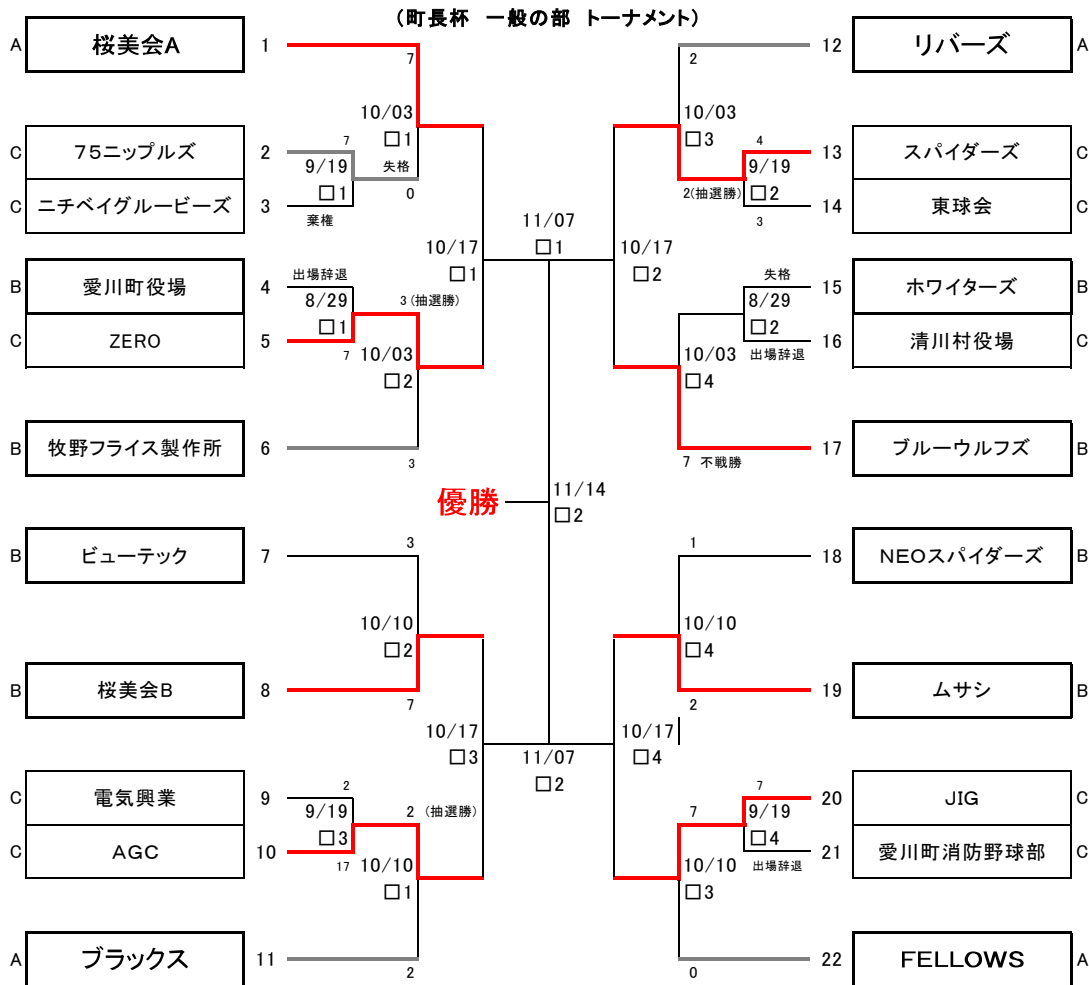 (町長杯 一般の部 トーナメント)
A 桜美会A 1
7
12 リバーズ A
2
10/03
□1
10/03
□3
C 75ニップルズ 2
7
9/19
□1
失格
0
C ニチベイグルービーズ 3
棄権
4
13 スパイダーズ C
9/19
□2
2(抽選勝)
14 東球会 C
3
11/07
□1
10/17
□1
10/17
□2
B 愛川町役場 4
出場辞退
8/29
□1
3(抽選勝)
C ZERO 5
7
10/03
□2
失格
15 ホワイターズ B
8/29
□2
16 清川村役場 C
出場辞退
10/03
□4
B 牧野フライス製作所 6
3
17 ブルーウルフズ B
7 不戦勝
優勝
11/14
□2
B ビューテック 7
3
1
18 NEOスパイダーズ B
10/10
□2
10/10
□4
B 桜美会B 8
7
19 ムサシ B
2
10/17
□3
11/07
□2
10/17
□4
C 電気興業 9
2
9/19
□3
2 (抽選勝)
C AGC 10
17
10/10
□1
7
20 JIG C
7
9/19
□4
21 愛川町消防野球部 C
出場辞退
10/10
□3
A ブラックス 11
2
22 FELLOWS A
0